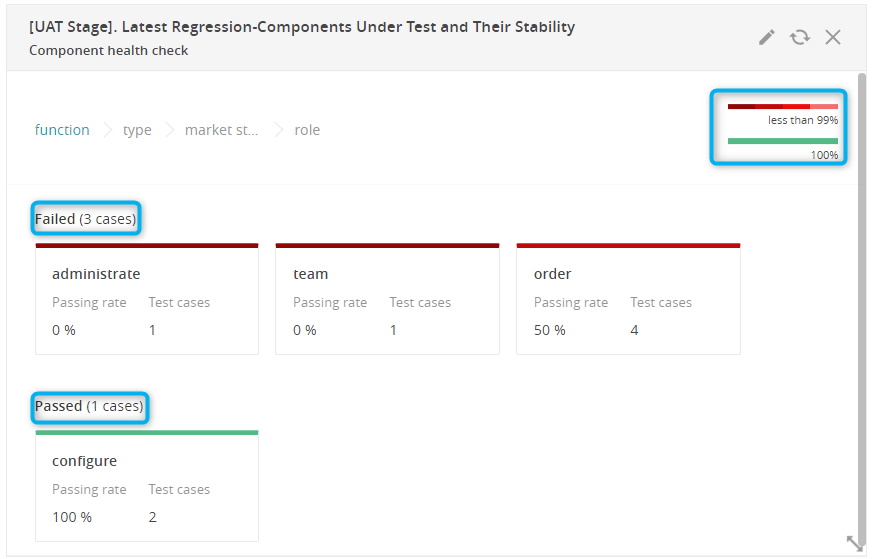 [UAT Stage]. Latest Regression-Components Under Test and Their Stability
Component health check
function type market st... role
less than 99%
100%
Failed (3 cases)
administrate team order
Passing rate Test cases Passing rate Test cases Passing rate Test cases
0 % 1 0 % 1 50 % 4
Passed (1 cases)
configure
Passing rate Test cases
100 % 2